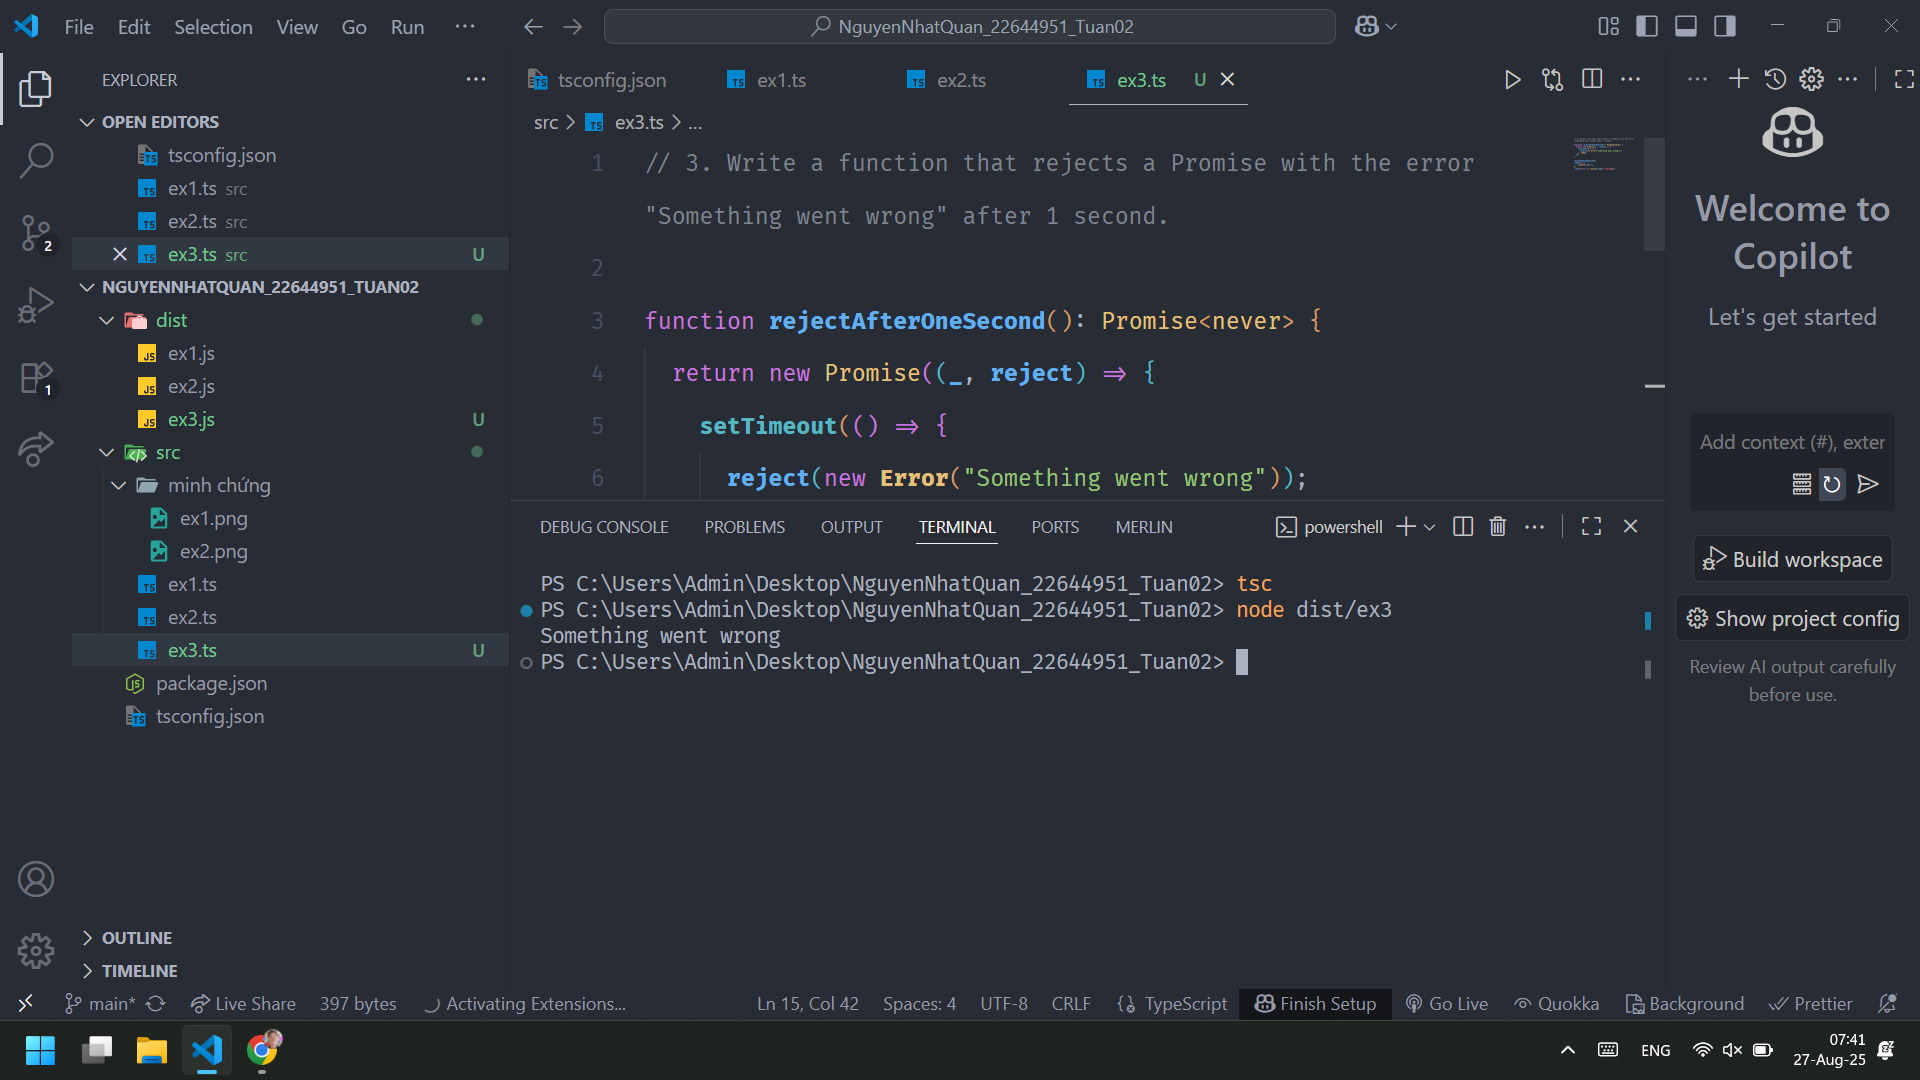 File Edit Selection View Go Run ···
NguyenNhatQuan_22644951_Tuan02
EXPLORER
OPEN EDITORS
tsconfig.json
ex1.ts src
ex2.ts src
ex3.ts src U
NGUYENNHATQUAN_22644951_TUAN02
dist
ex1.js
ex2.js
ex3.js U
src
minh chứng
ex1.png
ex2.png
ex1.ts
ex2.ts
ex3.ts U
package.json
tsconfig.json
OUTLINE
TIMELINE
2
1
tsconfig.json ex1.ts ex2.ts ex3.ts U
src > ex3.ts > ...
1 // 3. Write a function that rejects a Promise with the error
"Something went wrong" after 1 second.
2
3 function rejectAfterOneSecond(): Promise<never> {
4 return new Promise((_, reject) => {
5 setTimeout(() => {
6 reject(new Error("Something went wrong"));
DEBUG CONSOLE PROBLEMS OUTPUT TERMINAL PORTS MERLIN powershell
PS C:\Users\Admin\Desktop\NguyenNhatQuan_22644951_Tuan02> tsc
PS C:\Users\Admin\Desktop\NguyenNhatQuan_22644951_Tuan02> node dist/ex3
Something went wrong
PS C:\Users\Admin\Desktop\NguyenNhatQuan_22644951_Tuan02>
Welcome to
Copilot
Let's get started
Add context (#), exter
Build workspace
Show project config
Review AI output carefully
before use.
main* Live Share 397 bytes Activating Extensions... Ln 15, Col 42 Spaces: 4 UTF-8 CRLF {} TypeScript Finish Setup Go Live Quokka Background Prettier
ENG
07:41
27-Aug-25